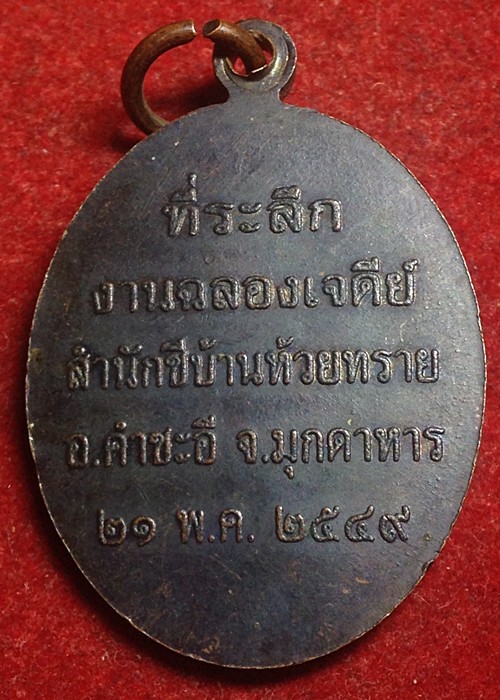 ที่ระลึก
งานฉลองเจดีย์
สำนักชีบ้านห้วยทราย
อ.คำชะอี จ.มุกดาหาร
๒๑ พ.ค. ๒๕๔๙